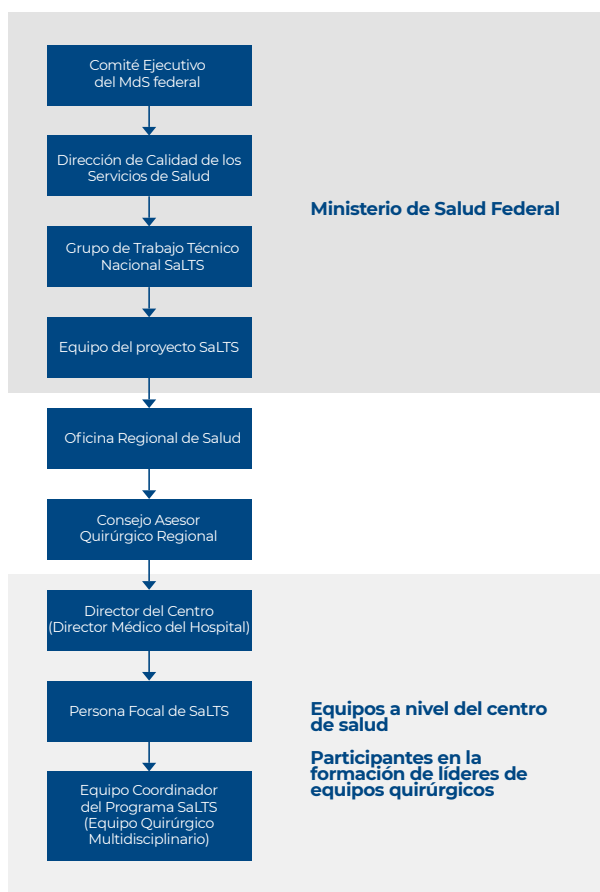 Comité Ejecutivo
del MdS federal
Dirección de Calidad de los
Servicios de Salud
Ministerio de Salud Federal
Grupo de Trabajo Técnico
Nacional SaLTS
Equipo del proyecto SaLTS
Oficina Regional de Salud
Consejo Asesor
Quirúrgico Regional
Director del Centro
(Director Médico del Hospital)
Persona Focal de SaLTS
Equipos a nivel del centro
de salud
Participantes en la
formación de líderes de
equipos quirúrgicos
Equipo Coordinador
del Programa SaLTS
(Equipo Quirúrgico
Multidisciplinario)